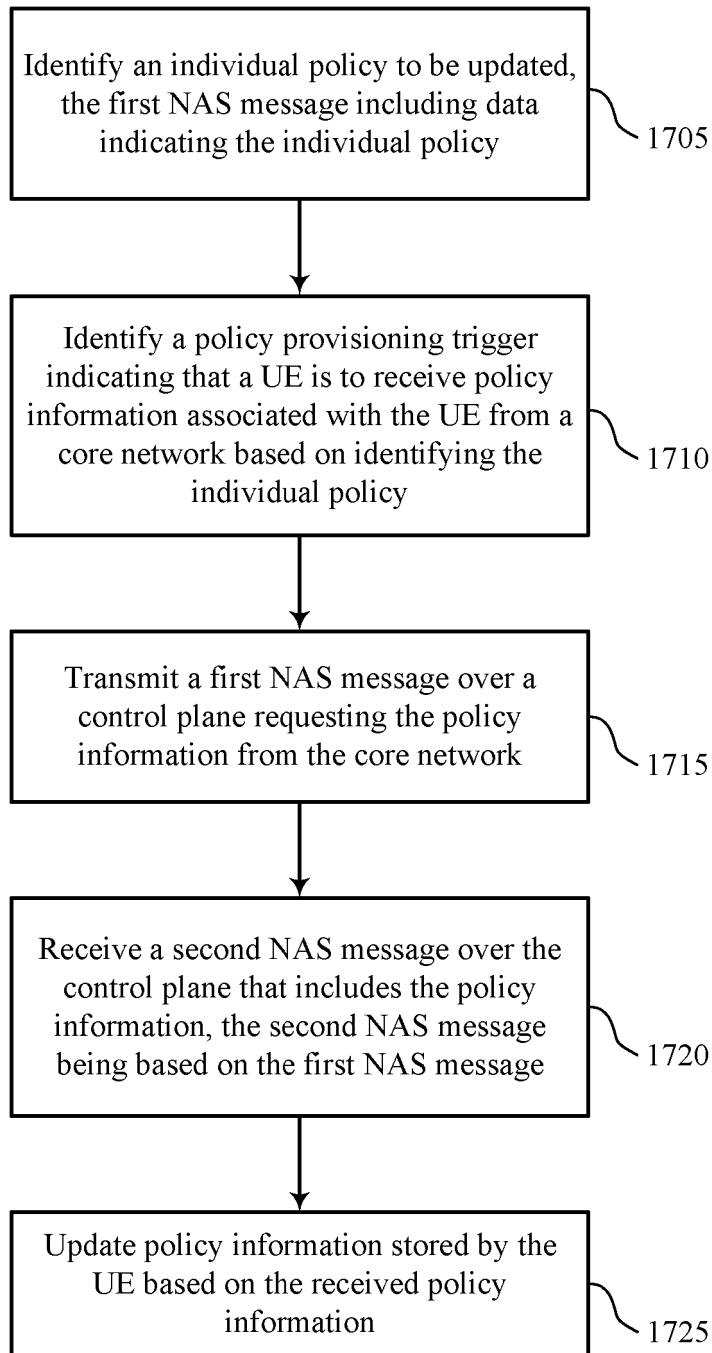 Identify an individual policy to be updated,
the first NAS message including data
indicating the individual policy
1705
Identify a policy provisioning trigger
indicating that a UE is to receive policy
information associated with the UE from a
core network based on identifying the
individual policy
1710
Transmit a first NAS message over a
control plane requesting the policy
information from the core network
1715
Receive a second NAS message over the
control plane that includes the policy
information, the second NAS message
being based on the first NAS message
1720
Update policy information stored by the
UE based on the received policy
information
1725